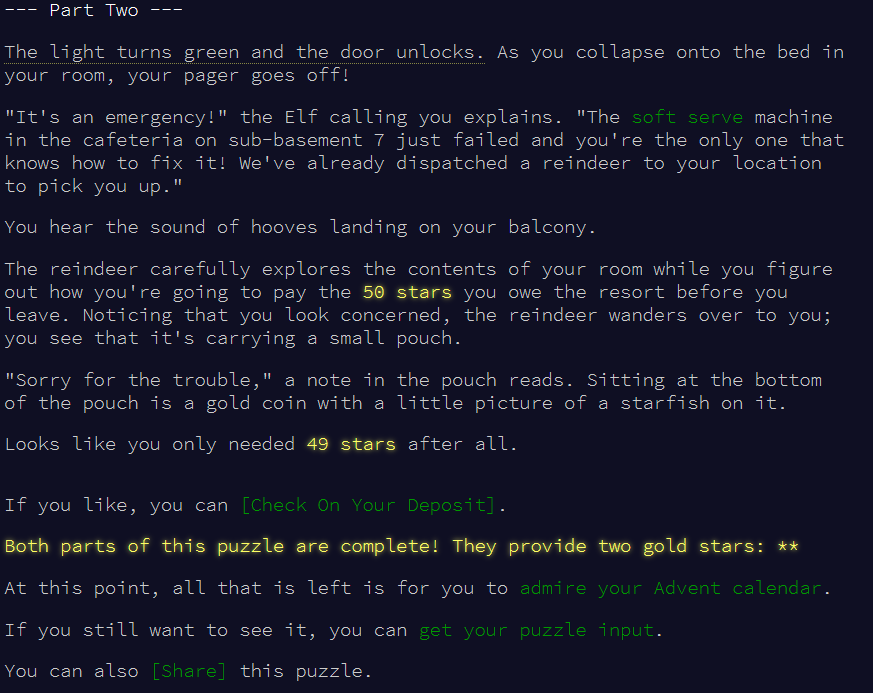 --- Part Two ---
The light turns green and the door unlocks. As you collapse onto the bed in
your room, your pager goes off!
"It's an emergency!" the Elf calling you explains. "The soft serve machine
in the cafeteria on sub-basement 7 just failed and you're the only one that
knows how to fix it! We've already dispatched a reindeer to your location
to pick you up."
You hear the sound of hooves landing on your balcony.
The reindeer carefully explores the contents of your room while you figure
out how you're going to pay the 50 stars you owe the resort before you
leave. Noticing that you look concerned, the reindeer wanders over to you;
you see that it's carrying a small pouch.
"Sorry for the trouble," a note in the pouch reads. Sitting at the bottom
of the pouch is a gold coin with a little picture of a starfish on it.
Looks like you only needed 49 stars after all.
If you like, you can [Check On Your Deposit].
Both parts of this puzzle are complete! They provide two gold stars: **
At this point, all that is left is for you to admire your Advent calendar.
If you still want to see it, you can get your puzzle input.
You can also [Share] this puzzle.